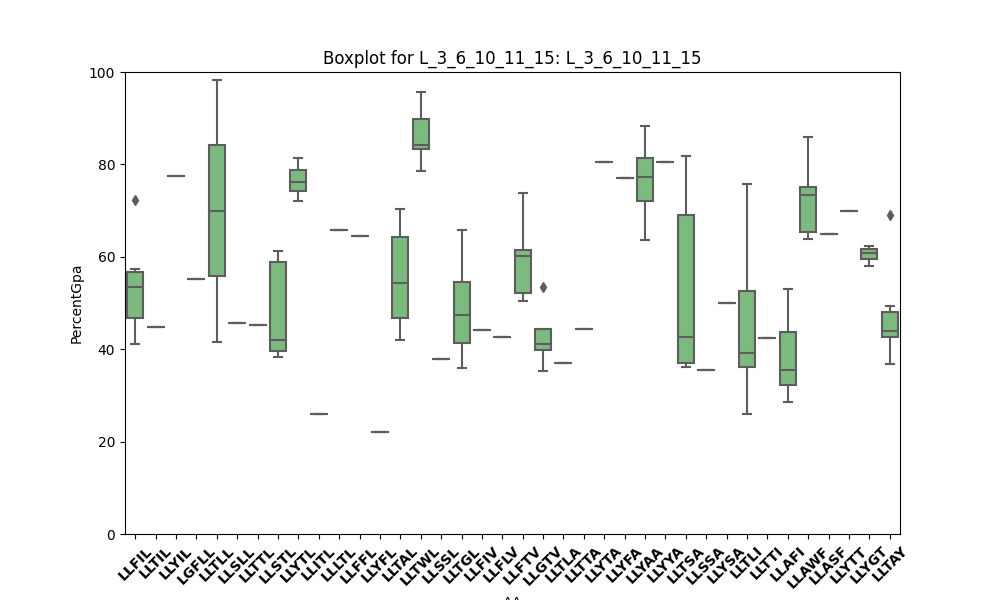 Boxplot for L_3_6_10_11_15: L_3_6_10_11_15
100
80
60
40
20
0
PercentGpa
LLFIL LLTIL LLYIL LGFLL LLTLL LLSLL LLTTL LLSTL LLYTL LLITL LLLTL LLFFL LLYFL LLTAL LLTWL LLSSL LLTGL LLFIV LLFLV LLFTV LLGTV LLTLA LLTTA LLYTA LLYFA LLYAA LLYYA LLTSA LLSSA LLYSA LLTLI LLTTI LLAFI LLAWF LLASF LLYTT LLYGT LLTAY